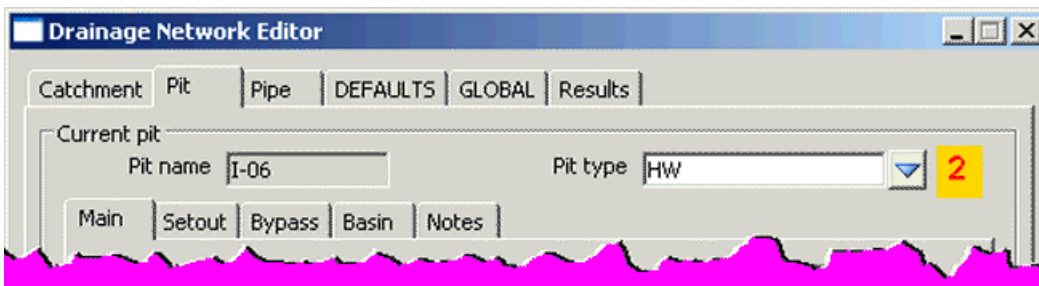 Drainage Network Editor
Catchment Pit Pipe DEFAULTS GLOBAL Results
Current pit
Pit name I-06 Pit type HW 2
Main Setout Bypass Basin Notes